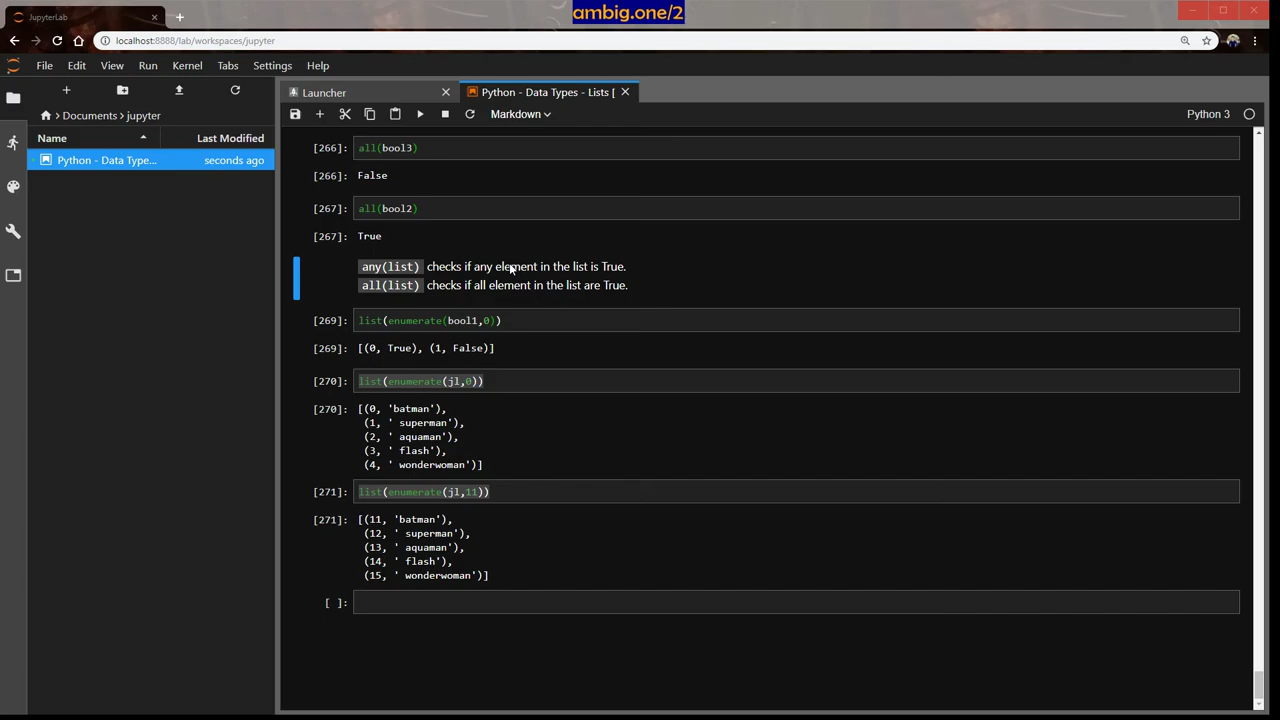 ambig.one/2
JupyterLab
localhost:8888/lab/workspaces/jupyter
File Edit View Run Kernel Tabs Settings Help
Launcher
Python - Data Types - Lists [
Markdown
Python 3
Documents jupyter
Name Last Modified
Python - Data Type... seconds ago
[266]: all(bool3)
[266]: False
[267]: all(bool2)
[267]: True
any(list) checks if any element in the list is True.
all(list) checks if all element in the list are True.
[269]: list(enumerate(bool1,0))
[269]: [(0, True), (1, False)]
[270]: list(enumerate(jl,0))
[270]: [(0, 'batman'),
(1, ' superman'),
(2, ' aquaman'),
(3, ' flash'),
(4, ' wonderwoman')]
[271]: list(enumerate(jl,11))
[271]: [(11, 'batman'),
(12, ' superman'),
(13, ' aquaman'),
(14, ' flash'),
(15, ' wonderwoman')]
[ ]: